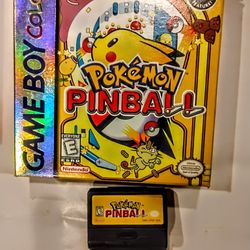 GAME BOY COLOR
POKéMON
PINBALL
EVERYONE
E
Nintendo
POKéMON
PINBALL